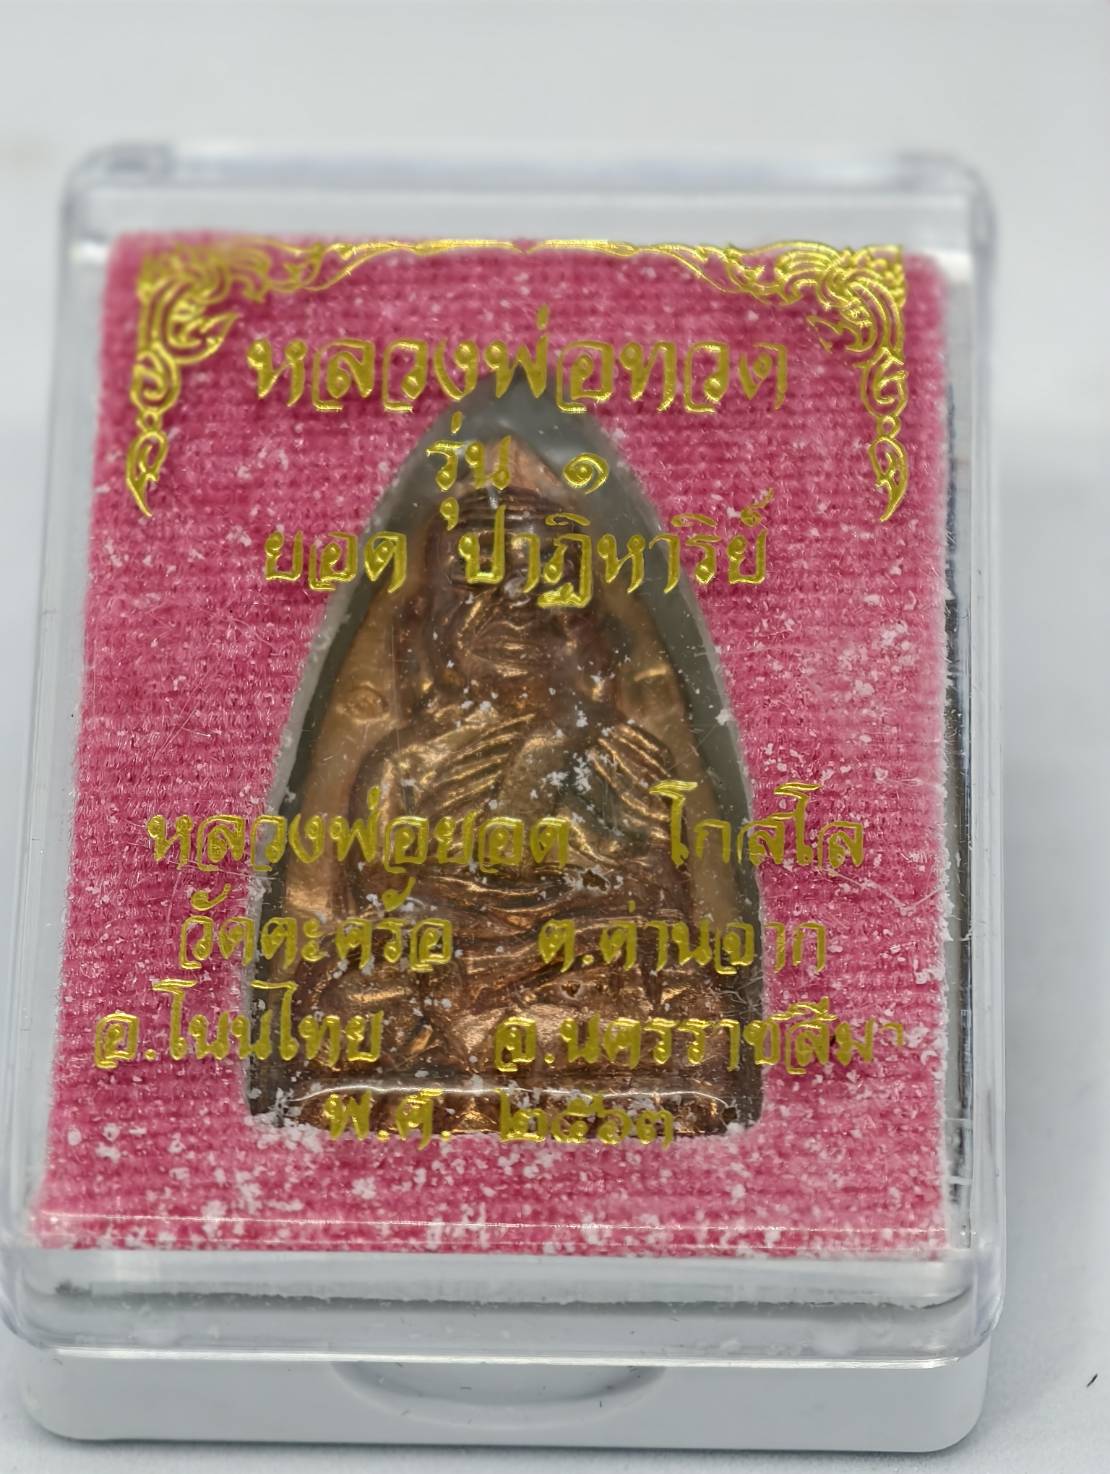 หลวงพ่อทวด
รุ่น ๑
ยอด ปาฏิหาริย์
หลวงพ่อยอด โกสโล
วัดตะคร้อ ต.ด่านจาก
อ.โนนไทย จ.นครราชสีมา
พ.ศ. ๒๕๖๓